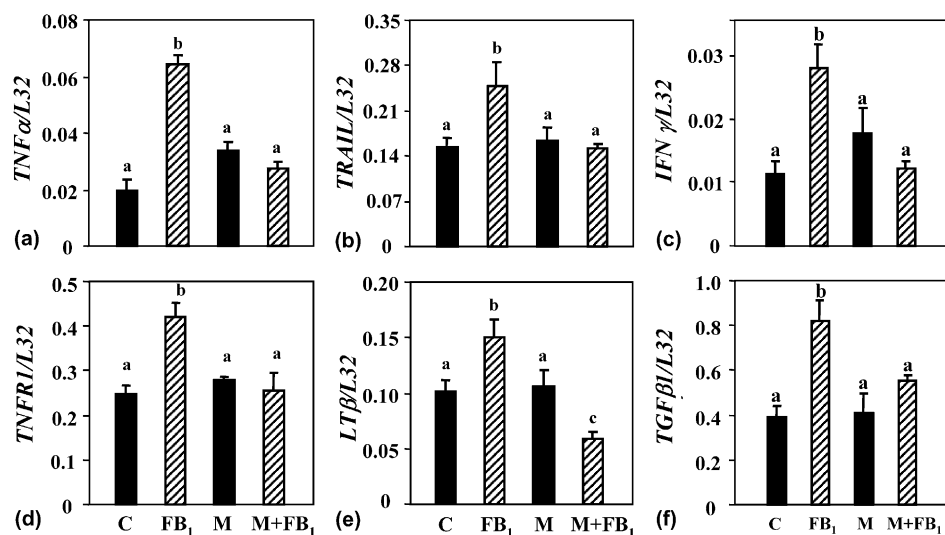 TNFα/L32
0.08
0.06
0.04
0.02
0
a
b
a
a
(a)
TRAIL/L32
0.35
0.28
0.21
0.14
0.07
0
a
b
a
a
(b)
IFN γ/L32
0.03
0.02
0.01
0
a
b
a
a
(c)
TNFR1/L32
0.5
0.4
0.3
0.2
0.1
0
a
b
a
a
(d)
C FB₁ M M+FB₁
LTβ/L32
0.20
0.15
0.10
0.05
0
a
b
a
c
(e)
C FB₁ M M+FB₁
TGFβ1/L32
1.0
0.8
0.6
0.4
0.2
0
a
b
a
a
(f)
C FB₁ M M+FB₁